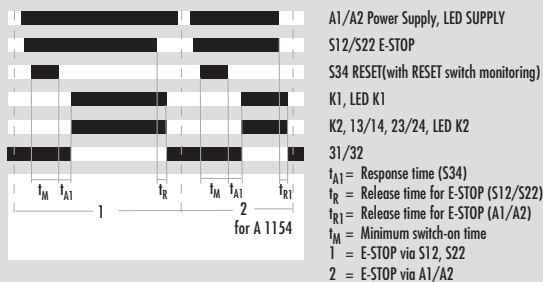 A1/A2 Power Supply, LED SUPPLY
S12/S22 E-STOP
S34 RESET(with RESET switch monitoring)
K1, LED K1
K2, 13/14, 23/24, LED K2
31/32
tM tA1 tR tM tA1 tR1
1 2
for A 1154
tA1= Response time (S34)
tR = Release time for E-STOP (S12/S22)
tR1= Release time for E-STOP (A1/A2)
tM = Minimum switch-on time
1 = E-STOP via S12, S22
2 = E-STOP via A1/A2